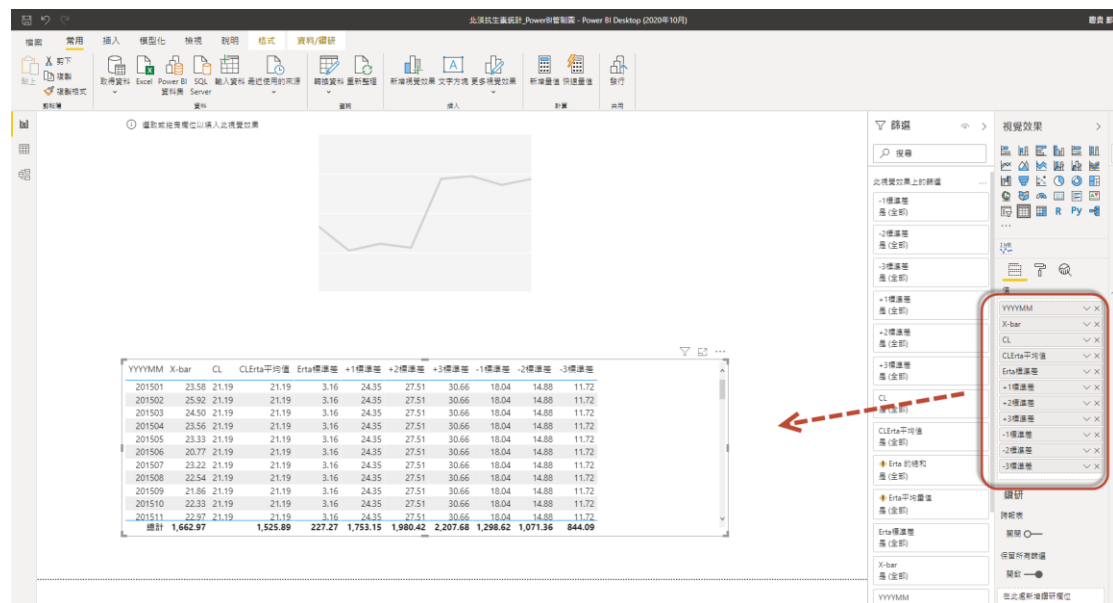 北濱抗生素統計_PowerBI管制圖 - Power BI Desktop (2020年10月)
檔案 常用 插入 模型化 檢視 說明 格式 資料/鑽研
貼上 剪下 複製 複製格式
取得資料 Excel Power BI 資料集 SQL Server 輸入資料 最近使用的來源
轉換資料 重新整理
新增視覺效果 文字方塊 更多視覺效果
新增量值 快速量值
發行
剪貼簿 資料 查詢 插入 計算 共用
選取或拖曳欄位以填入此視覺效果
YYYYMM X-bar CL CLErta平均值 Erta標準差 +1標準差 +2標準差 +3標準差 -1標準差 -2標準差 -3標準差
201501 23.58 21.19 21.19 3.16 24.35 27.51 30.66 18.04 14.88 11.72
201502 25.92 21.19 21.19 3.16 24.35 27.51 30.66 18.04 14.88 11.72
201503 24.50 21.19 21.19 3.16 24.35 27.51 30.66 18.04 14.88 11.72
201504 23.56 21.19 21.19 3.16 24.35 27.51 30.66 18.04 14.88 11.72
201505 23.33 21.19 21.19 3.16 24.35 27.51 30.66 18.04 14.88 11.72
201506 20.77 21.19 21.19 3.16 24.35 27.51 30.66 18.04 14.88 11.72
201507 23.22 21.19 21.19 3.16 24.35 27.51 30.66 18.04 14.88 11.72
201508 22.54 21.19 21.19 3.16 24.35 27.51 30.66 18.04 14.88 11.72
201509 21.86 21.19 21.19 3.16 24.35 27.51 30.66 18.04 14.88 11.72
201510 22.33 21.19 21.19 3.16 24.35 27.51 30.66 18.04 14.88 11.72
201511 22.97 21.19 21.19 3.16 24.35 27.51 30.66 18.04 14.88 11.72
總計 1,662.97 1,525.89 227.27 1,753.15 1,980.42 2,207.68 1,298.62 1,071.36 844.09
篩選
搜尋
此視覺效果上的篩選
-1標準差
是 (全部)
-2標準差
是 (全部)
-3標準差
是 (全部)
+1標準差
是 (全部)
+2標準差
是 (全部)
+3標準差
是 (全部)
CL
是 (全部)
CLErta平均值
是 (全部)
Erta 的總和
是 (全部)
Erta平均量值
是 (全部)
Erta標準差
是 (全部)
X-bar
是 (全部)
YYYYMM
視覺效果
R Py
值
YYYYMM
X-bar
CL
CLErta平均值
Erta標準差
+1標準差
+2標準差
+3標準差
-1標準差
-2標準差
-3標準差
鑽研
跨報表
關閉
保留所有篩選
開啟
在此處新增鑽研欄位